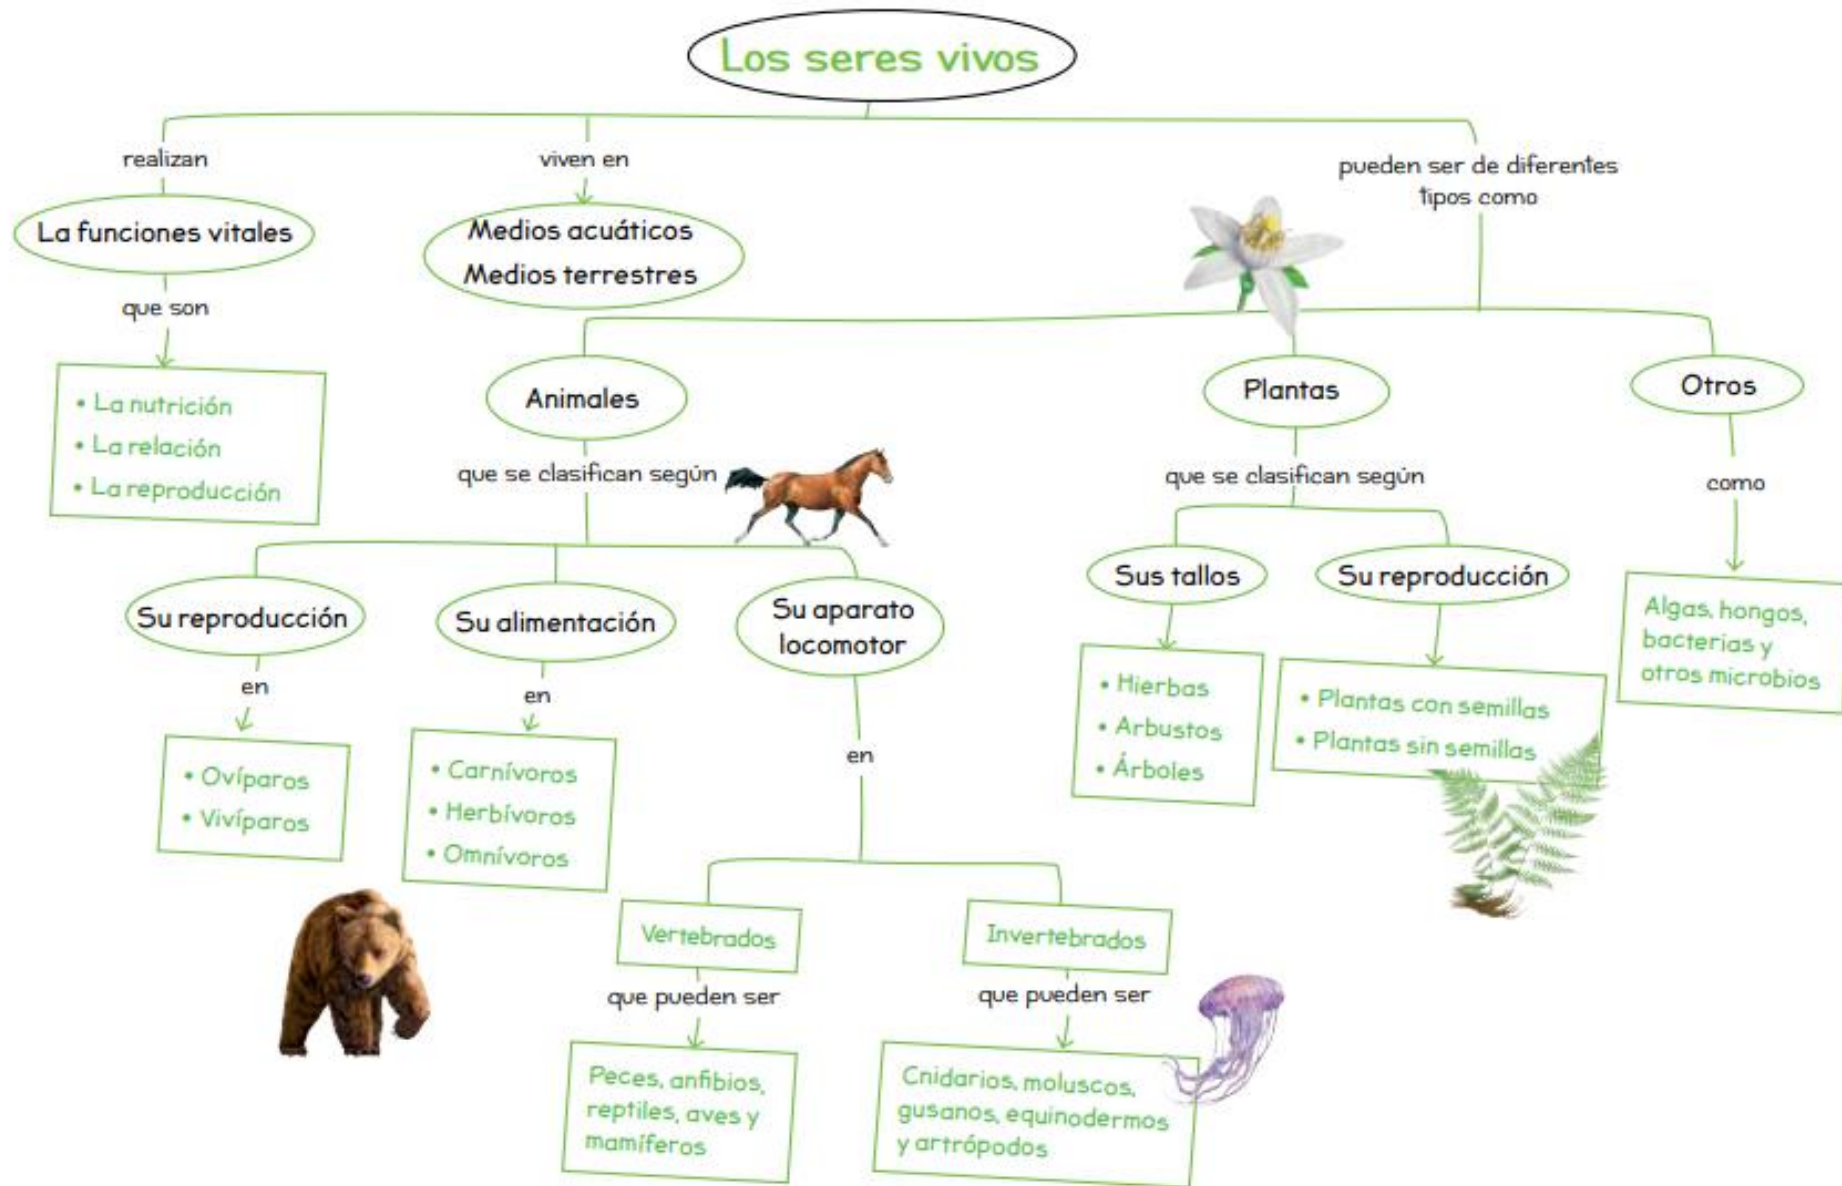 Los seres vivos
realizan
viven en
pueden ser de diferentes
tipos como
La funciones vitales
Medios acuáticos
Medios terrestres
que son
• La nutrición
• La relación
• La reproducción
Animales
Plantas
Otros
que se clasifican según
que se clasifican según
como
Su reproducción
Su alimentación
Su aparato
locomotor
Sus tallos
Su reproducción
Algas, hongos,
bacterias y
otros microbios
en
en
en
• Ovíparos
• Vivíparos
• Carnívoros
• Herbívoros
• Omnívoros
• Hierbas
• Arbustos
• Árboles
• Plantas con semillas
• Plantas sin semillas
Vertebrados
Invertebrados
que pueden ser
que pueden ser
Peces, anfibios,
reptiles, aves y
mamíferos
Cnidarios, moluscos,
gusanos, equinodermos
y artrópodos